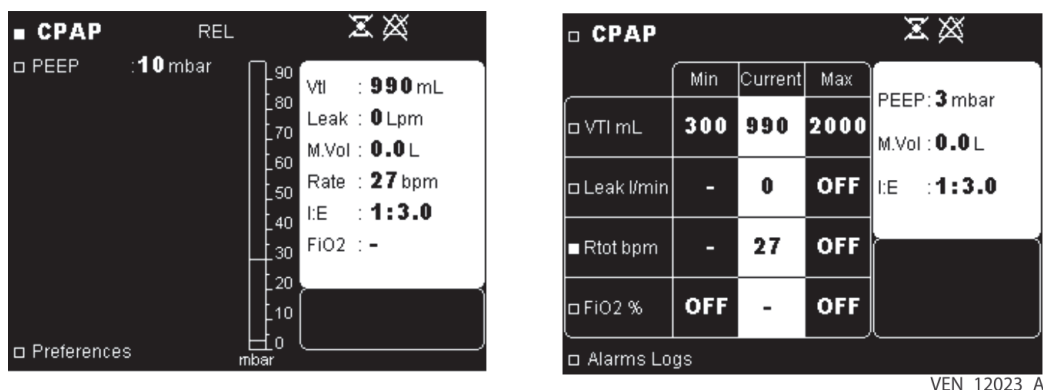 CPAP REL
PEEP :10 mbar
90
80
70
60
50
40
30
20
10
0
mbar
Vtl : 990 mL
Leak : 0 Lpm
M.Vol : 0.0 L
Rate : 27 bpm
I:E : 1:3.0
FiO2 : -
Preferences
CPAP
Min Current Max
VTI mL 300 990 2000
Leak l/min - 0 OFF
Rtot bpm - 27 OFF
FiO2 % OFF - OFF
PEEP: 3 mbar
M.Vol : 0.0 L
I:E : 1:3.0
Alarms Logs
VEN_12023_A